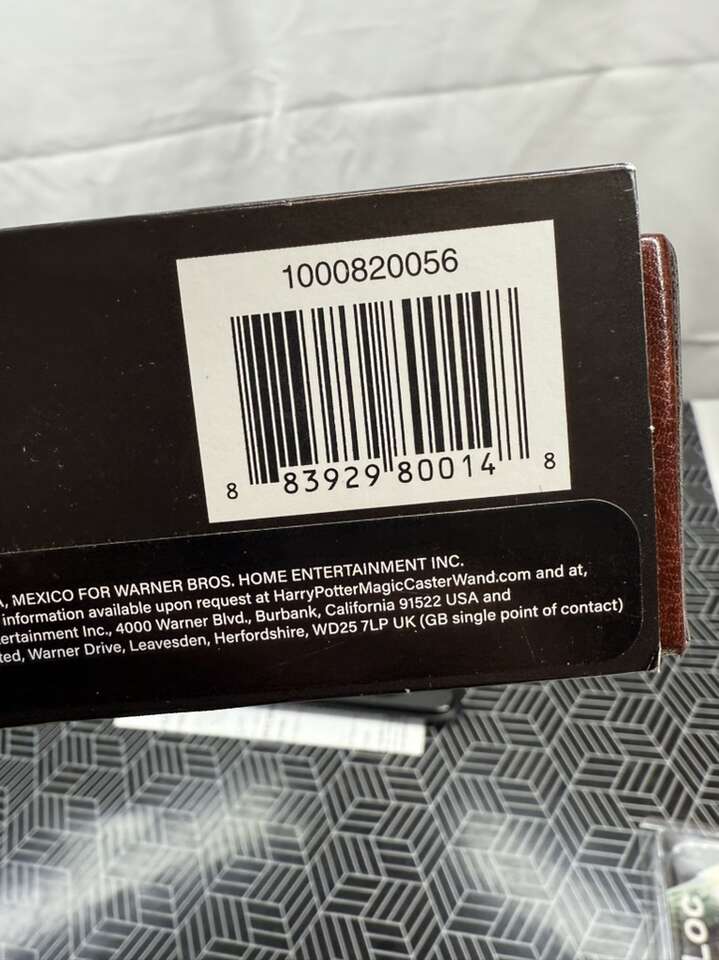 1000820056
8 83929 80014 8
A, MEXICO FOR WARNER BROS. HOME ENTERTAINMENT INC.
information available upon request at HarryPotterMagicCasterWand.com and at,
ertainment Inc., 4000 Warner Blvd., Burbank, California 91522 USA and
ted, Warner Drive, Leavesden, Herfordshire, WD25 7LP UK (GB single point of contact)
LOC